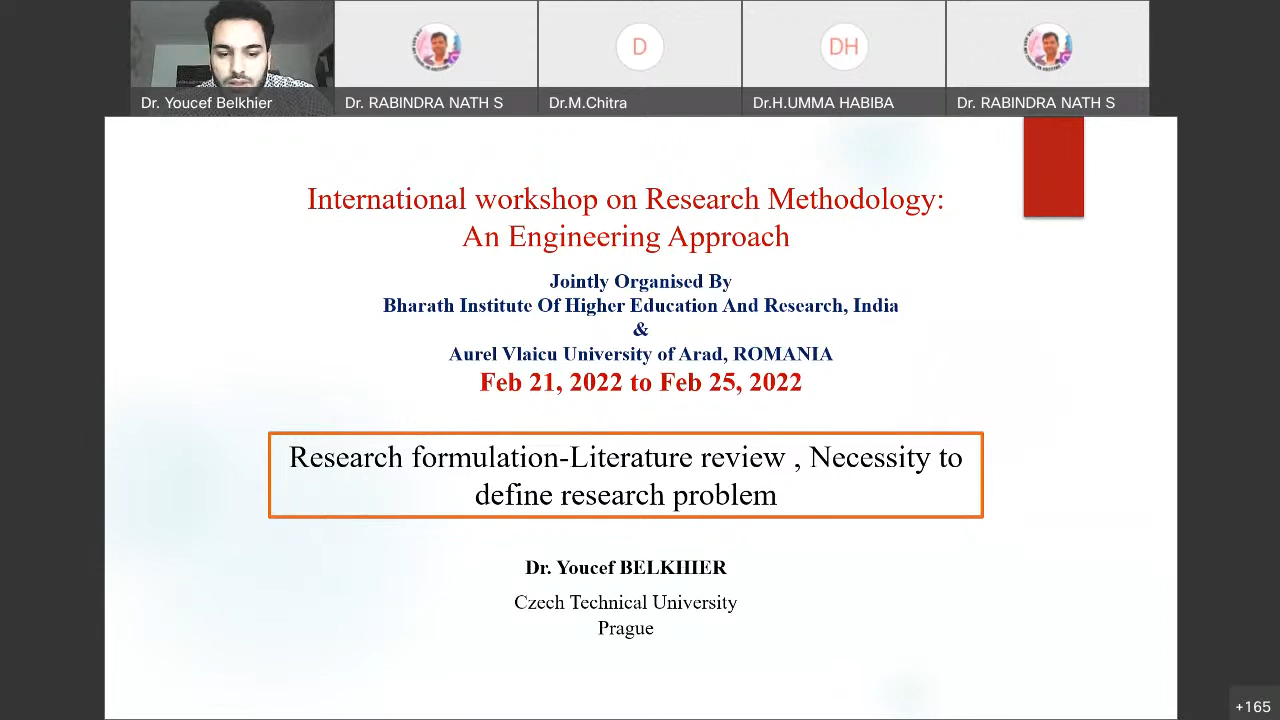 Dr. Youcef Belkhier
Dr. RABINDRA NATH S
D
Dr.M.Chitra
DH
Dr.H.UMMA HABIBA
Dr. RABINDRA NATH S
International workshop on Research Methodology:
An Engineering Approach
Jointly Organised By
Bharath Institute Of Higher Education And Research, India
&
Aurel Vlaicu University of Arad, ROMANIA
Feb 21, 2022 to Feb 25, 2022
Research formulation-Literature review , Necessity to
define research problem
Dr. Youcef BELKHIER
Czech Technical University
Prague
+165